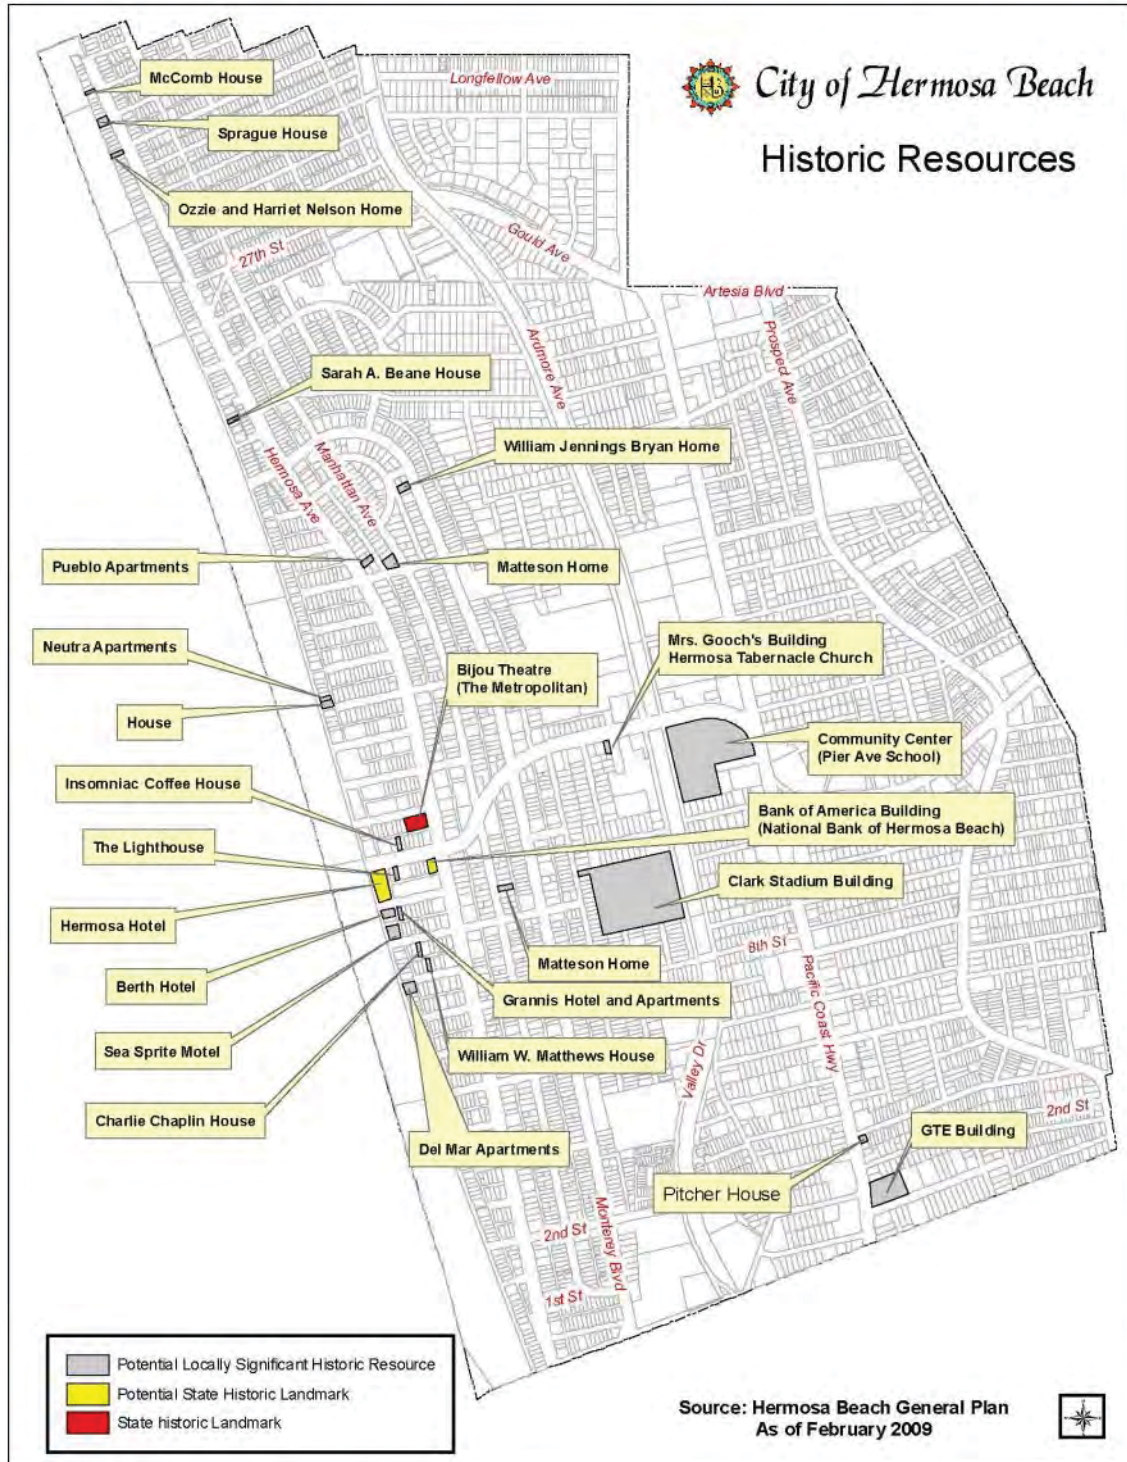 City of Hermosa Beach
Historic Resources
McComb House
Longfellow Ave
Sprague House
Ozzie and Harriet Nelson Home
27th St
Gould Ave
Artesia Blvd
Prospect Ave
Ardmore Ave
Sarah A. Beane House
William Jennings Bryan Home
Hermosa Ave
Manhattan Ave
Pueblo Apartments
Matteson Home
Neutra Apartments
House
Bijou Theatre
(The Metropolitan)
Mrs. Gooch's Building
Hermosa Tabernacle Church
Community Center
(Pier Ave School)
Insomniac Coffee House
Bank of America Building
(National Bank of Hermosa Beach)
The Lighthouse
Clark Stadium Building
Hermosa Hotel
8th St
Matteson Home
Berth Hotel
Grannis Hotel and Apartments
Pacific Coast Hwy
Sea Sprite Motel
William W. Matthews House
Valley Dr
Charlie Chaplin House
2nd St
GTE Building
Del Mar Apartments
Pitcher House
2nd St
Monterey Blvd
1st St
Potential Locally Significant Historic Resource
Potential State Historic Landmark
State historic Landmark
Source: Hermosa Beach General Plan
As of February 2009